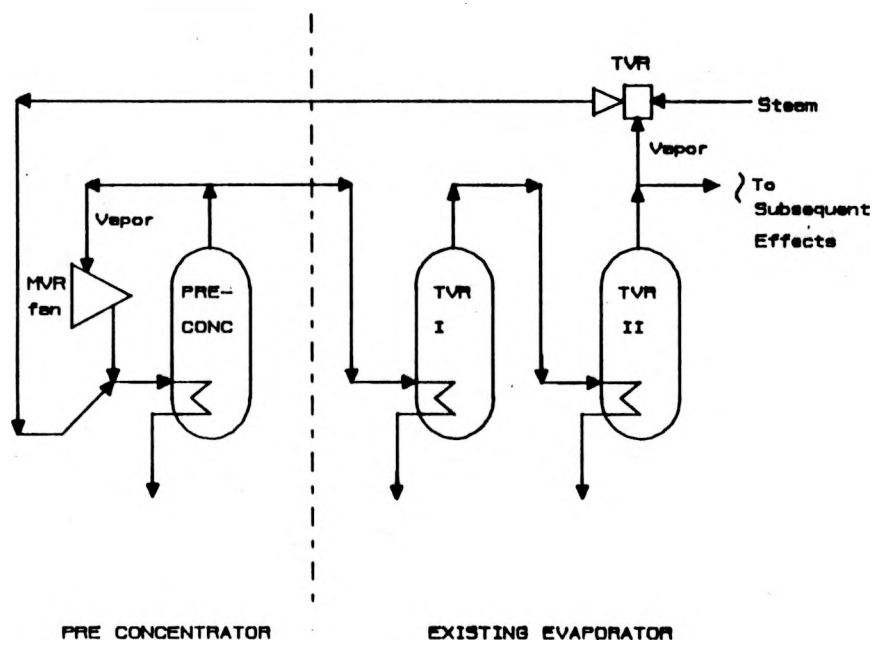 TVR
Steam
Vapor
To
Subsequent
Effects
Vapor
MVR
fan
PRE-
CONC
TVR
I
TVR
II
PRE CONCENTRATOR
EXISTING EVAPORATOR